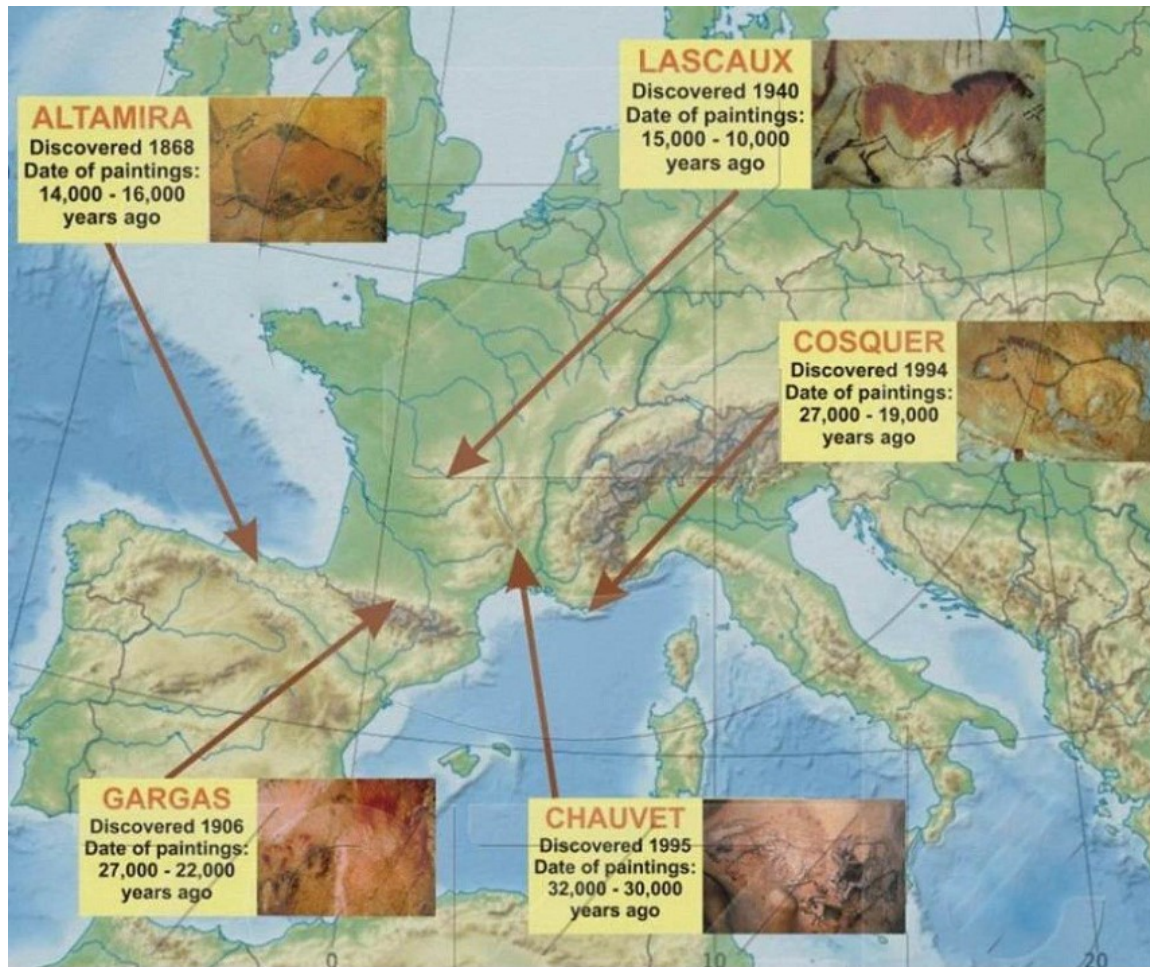 LASCAUX
Discovered 1940
Date of paintings:
15,000 - 10,000
years ago
ALTAMIRA
Discovered 1868
Date of paintings:
14,000 - 16,000
years ago
COSQUER
Discovered 1994
Date of paintings:
27,000 - 19,000
years ago
GARGAS
Discovered 1906
Date of paintings:
27,000 - 22,000
years ago
CHAUVET
Discovered 1995
Date of paintings:
32,000 - 30,000
years ago
0
10
20